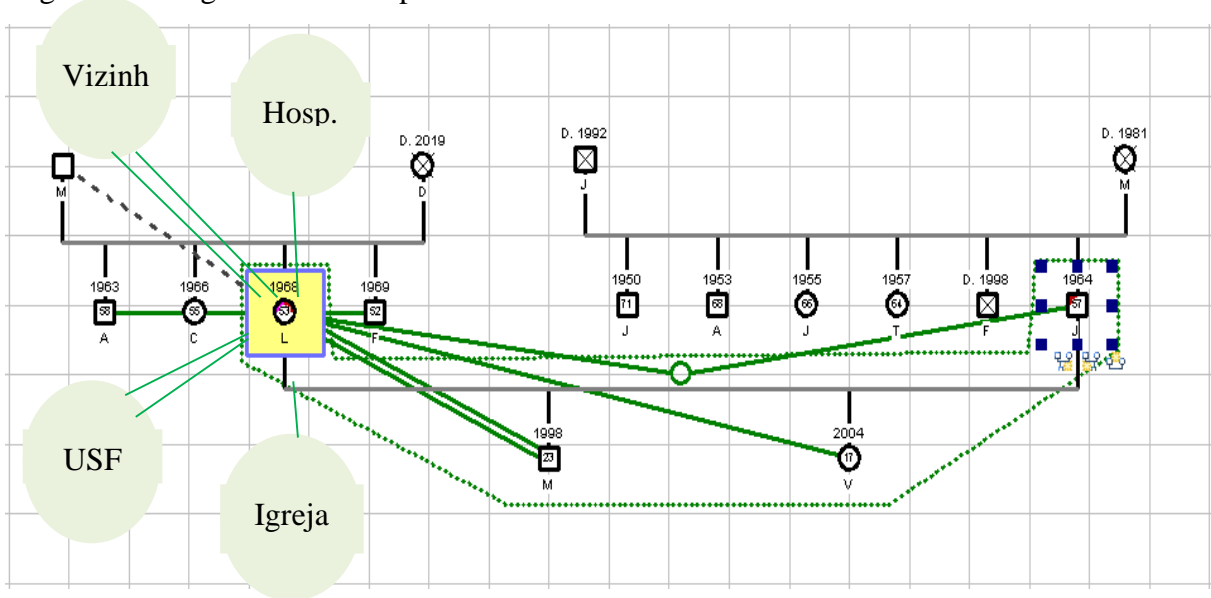 Vizinh
Hosp.
D. 2019
D. 1992
D. 1981
M
D
J
M
1963
1966
1968
1969
1950
1953
1955
1957
D. 1998
1964
58
55
53
52
71
68
66
64
57
A
C
L
F
J
A
J
T
F
J
1998
2004
23
17
M
V
USF
Igreja